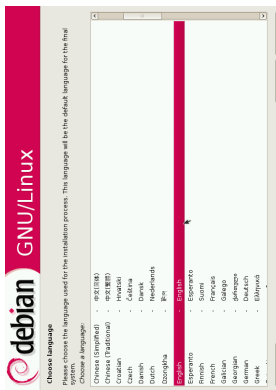 debian GNU/Linux
Choose language
Please choose the language used for the installation process. This language will be the default language for the final
system.
Choose a language:
Chinese (Simplified) - 中文(简体)
Chinese (Traditional) - 中文(繁體)
Croatian - Hrvatski
Czech - Čeština
Danish - Dansk
Dutch - Nederlands
Dzongkha -
English - English
Esperanto - Esperanto
Finnish - Suomi
French - Français
Galician - Galego
Georgian - ქართული
German - Deutsch
Greek - Ελληνικά